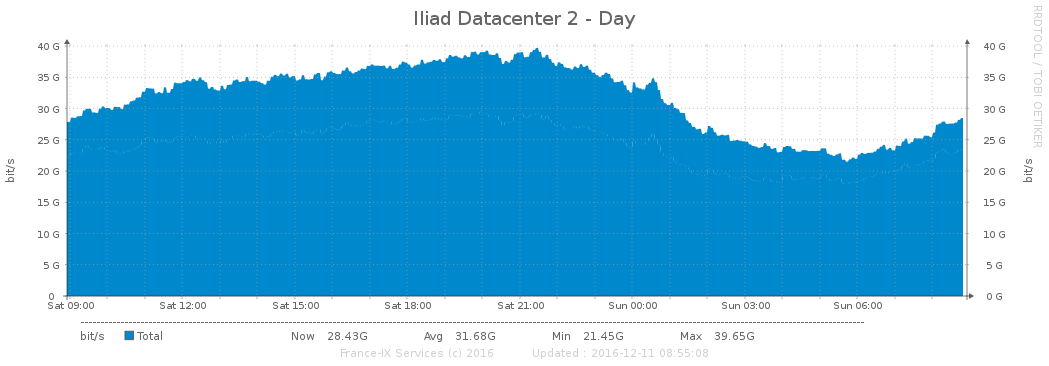 Iliad Datacenter 2 - Day
RRDTOOL / TOBI OETIKER
40 G 40 G
35 G 35 G
30 G 30 G
25 G 25 G
20 G 20 G
15 G 15 G
10 G 10 G
5 G 5 G
0 0 G
bit/s bit/s
Sat 09:00 Sat 12:00 Sat 15:00 Sat 18:00 Sat 21:00 Sun 00:00 Sun 03:00 Sun 06:00
bit/s Total Now 28.43G Avg 31.68G Min 21.45G Max 39.65G
France-IX Services (c) 2016 Updated : 2016-12-11 08:55:08